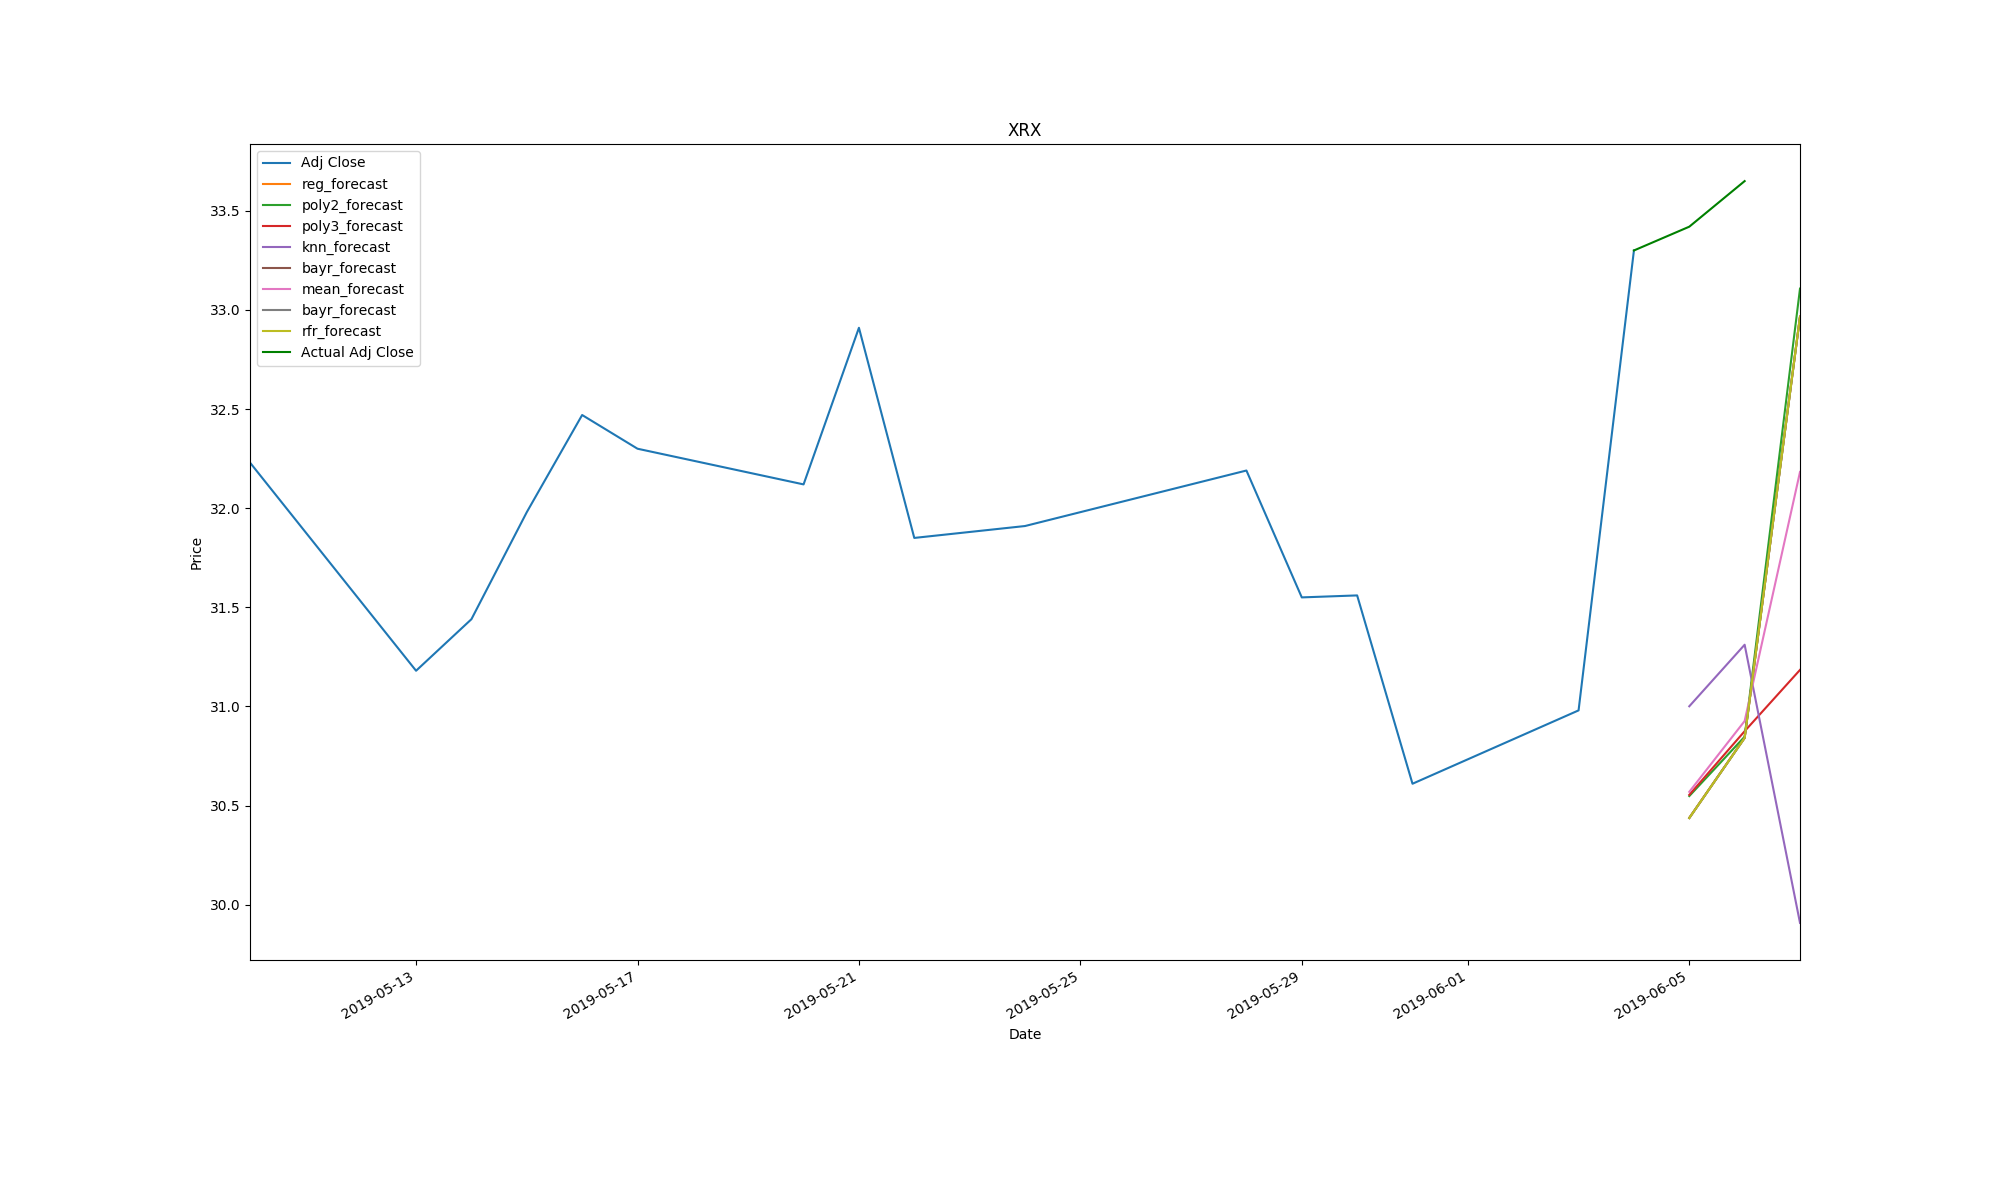 XRX
Adj Close
reg_forecast
poly2_forecast
poly3_forecast
knn_forecast
bayr_forecast
mean_forecast
bayr_forecast
rfr_forecast
Actual Adj Close
33.5
33.0
32.5
32.0
31.5
31.0
30.5
30.0
Price
2019-05-13
2019-05-17
2019-05-21
2019-05-25
2019-05-29
2019-06-01
2019-06-05
Date